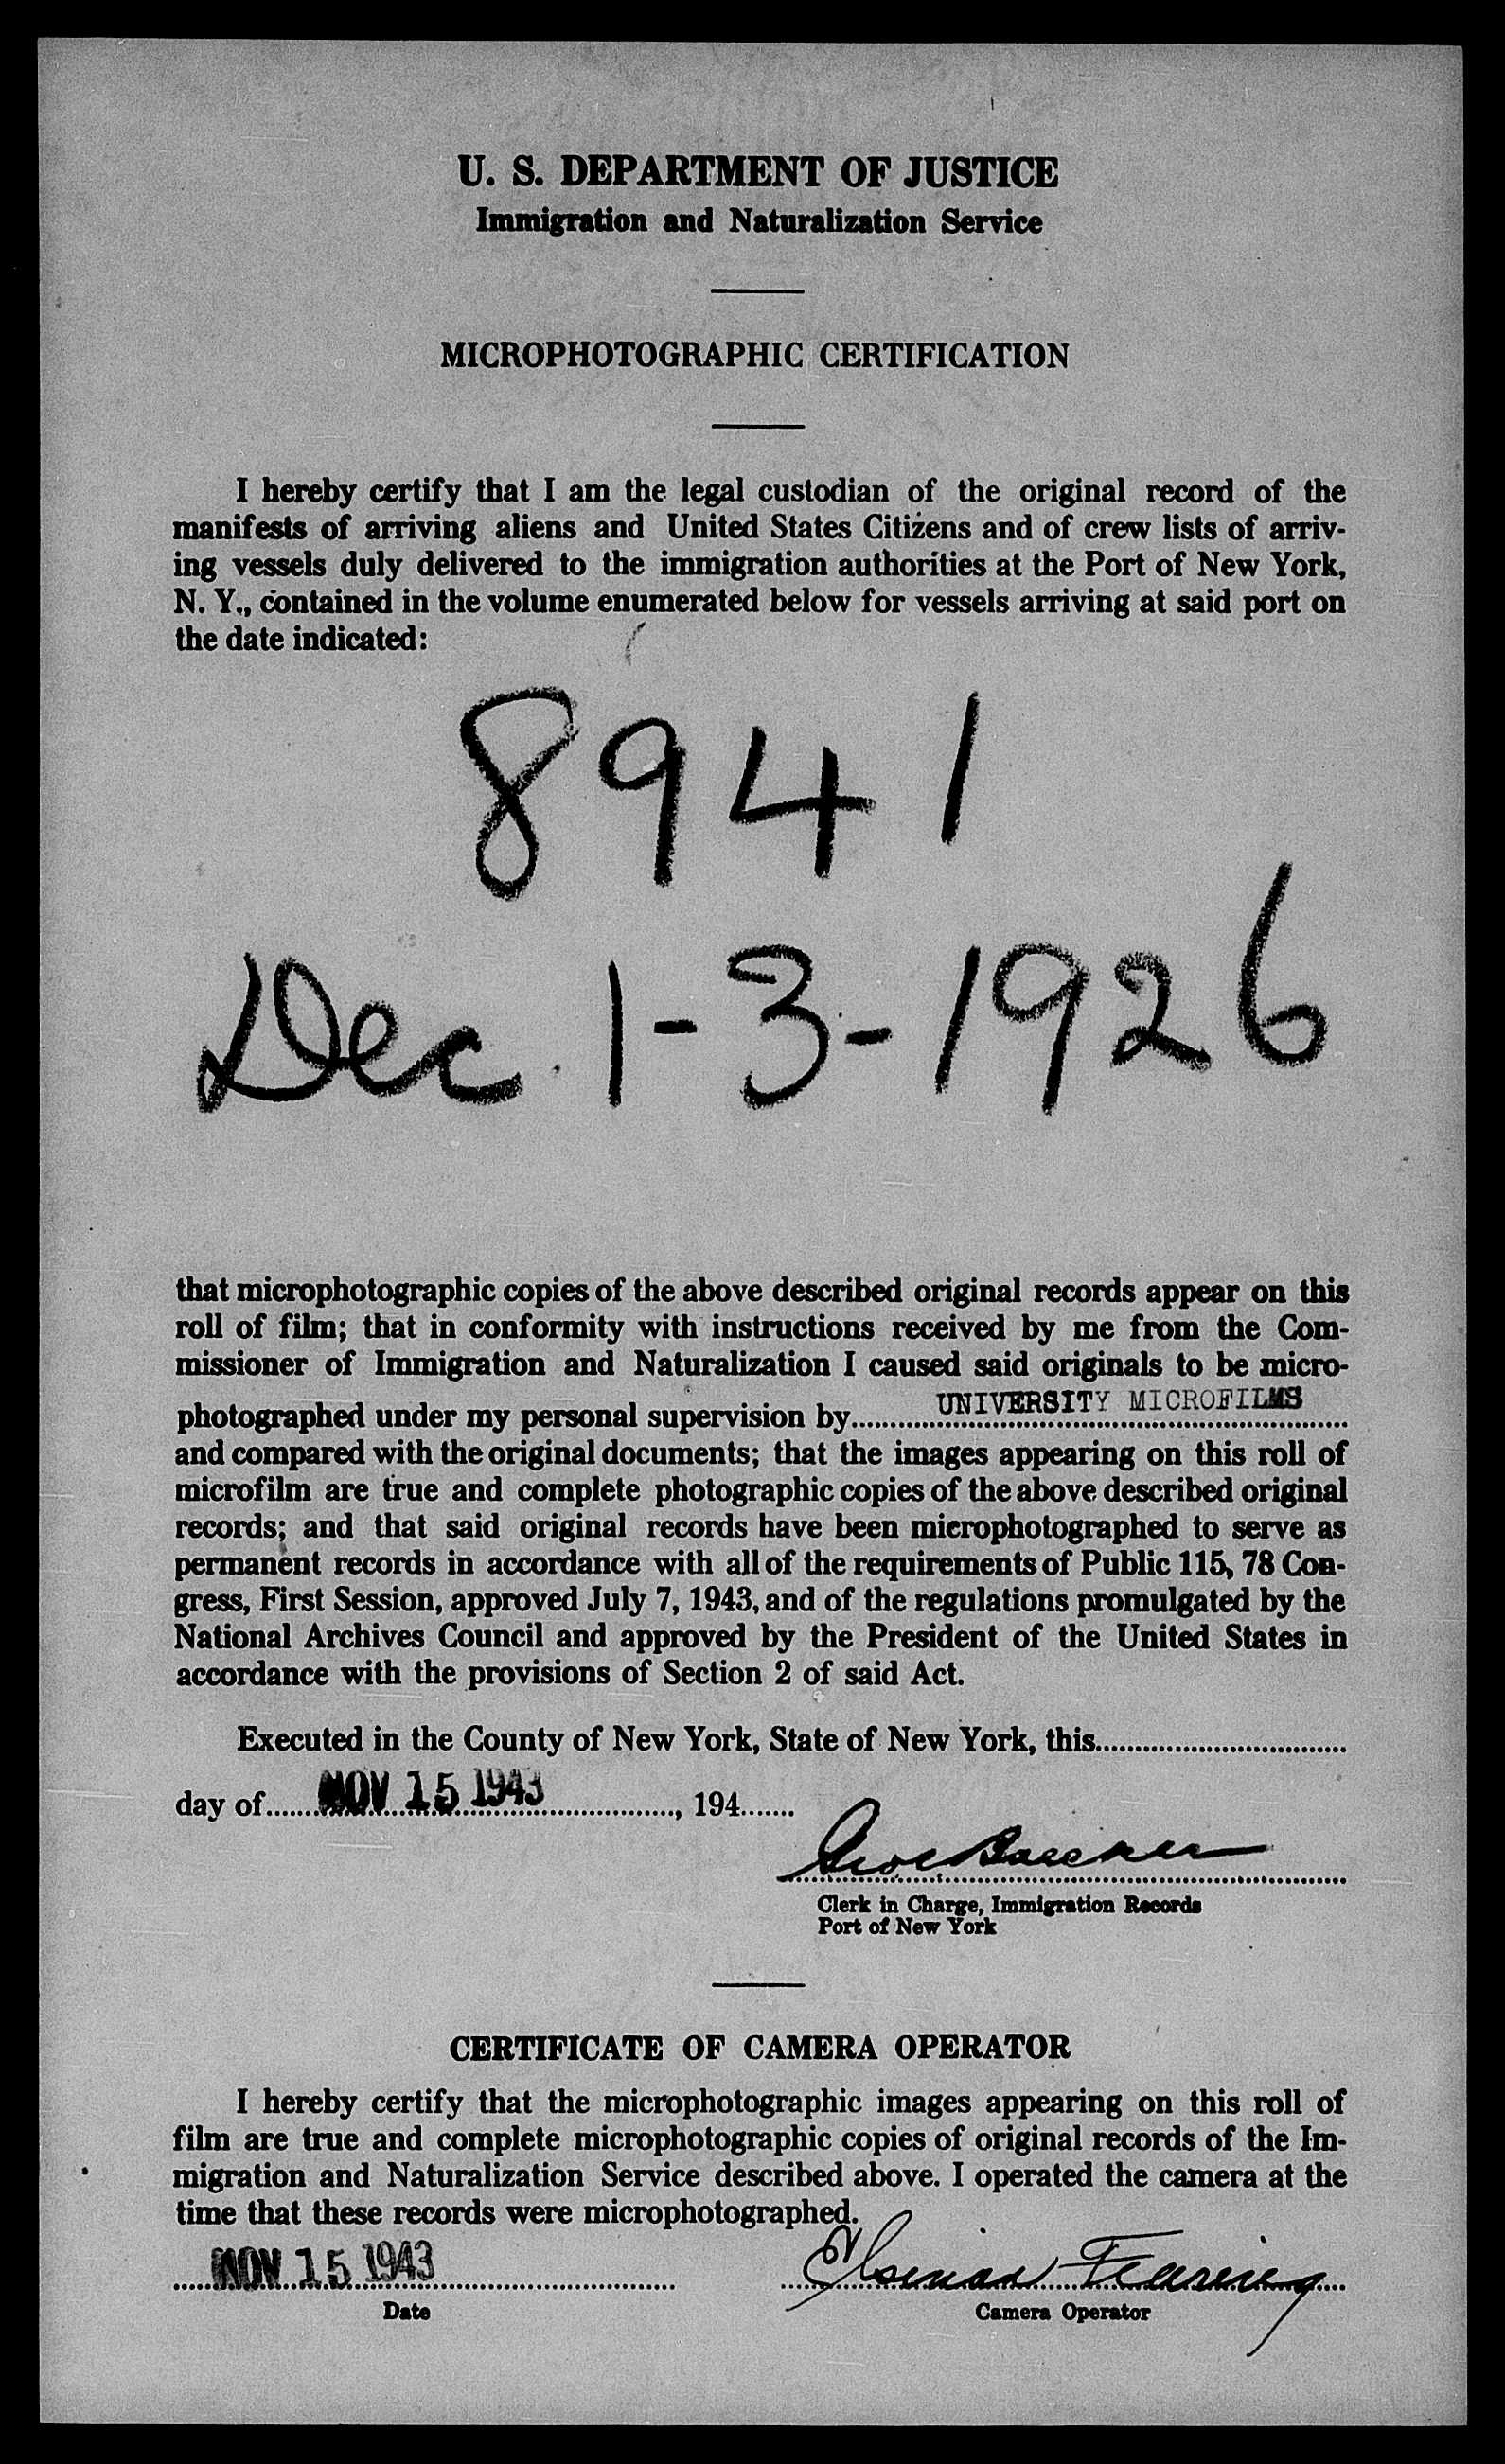 U. S. DEPARTMENT OF JUSTICE
Immigration and Naturalization Service
MICROPHOTOGRAPHIC CERTIFICATION
I hereby certify that I am the legal custodian of the original record of the
manifests of arriving aliens and United States Citizens and of crew lists of arriv-
ing vessels duly delivered to the immigration authorities at the Port of New York,
N. Y., contained in the volume enumerated below for vessels arriving at said port on
the date indicated:
8941
Dec. 1-3-1926
that microphotographic copies of the above described original records appear on this
roll of film; that in conformity with instructions received by me from the Com-
missioner of Immigration and Naturalization I caused said originals to be micro-
photographed under my personal supervision by UNIVERSITY MICROFILMS
and compared with the original documents; that the images appearing on this roll of
microfilm are true and complete photographic copies of the above described original
records; and that said original records have been microphotographed to serve as
permanent records in accordance with all of the requirements of Public 115, 78 Con-
gress, First Session, approved July 7, 1943, and of the regulations promulgated by the
National Archives Council and approved by the President of the United States in
accordance with the provisions of Section 2 of said Act.
Executed in the County of New York, State of New York, this
day of NOV 15 1943, 194
Clerk in Charge, Immigration Records
Port of New York
CERTIFICATE OF CAMERA OPERATOR
I hereby certify that the microphotographic images appearing on this roll of
film are true and complete microphotographic copies of original records of the Im-
migration and Naturalization Service described above. I operated the camera at the
time that these records were microphotographed.
NOV 15 1943
Date
Camera Operator